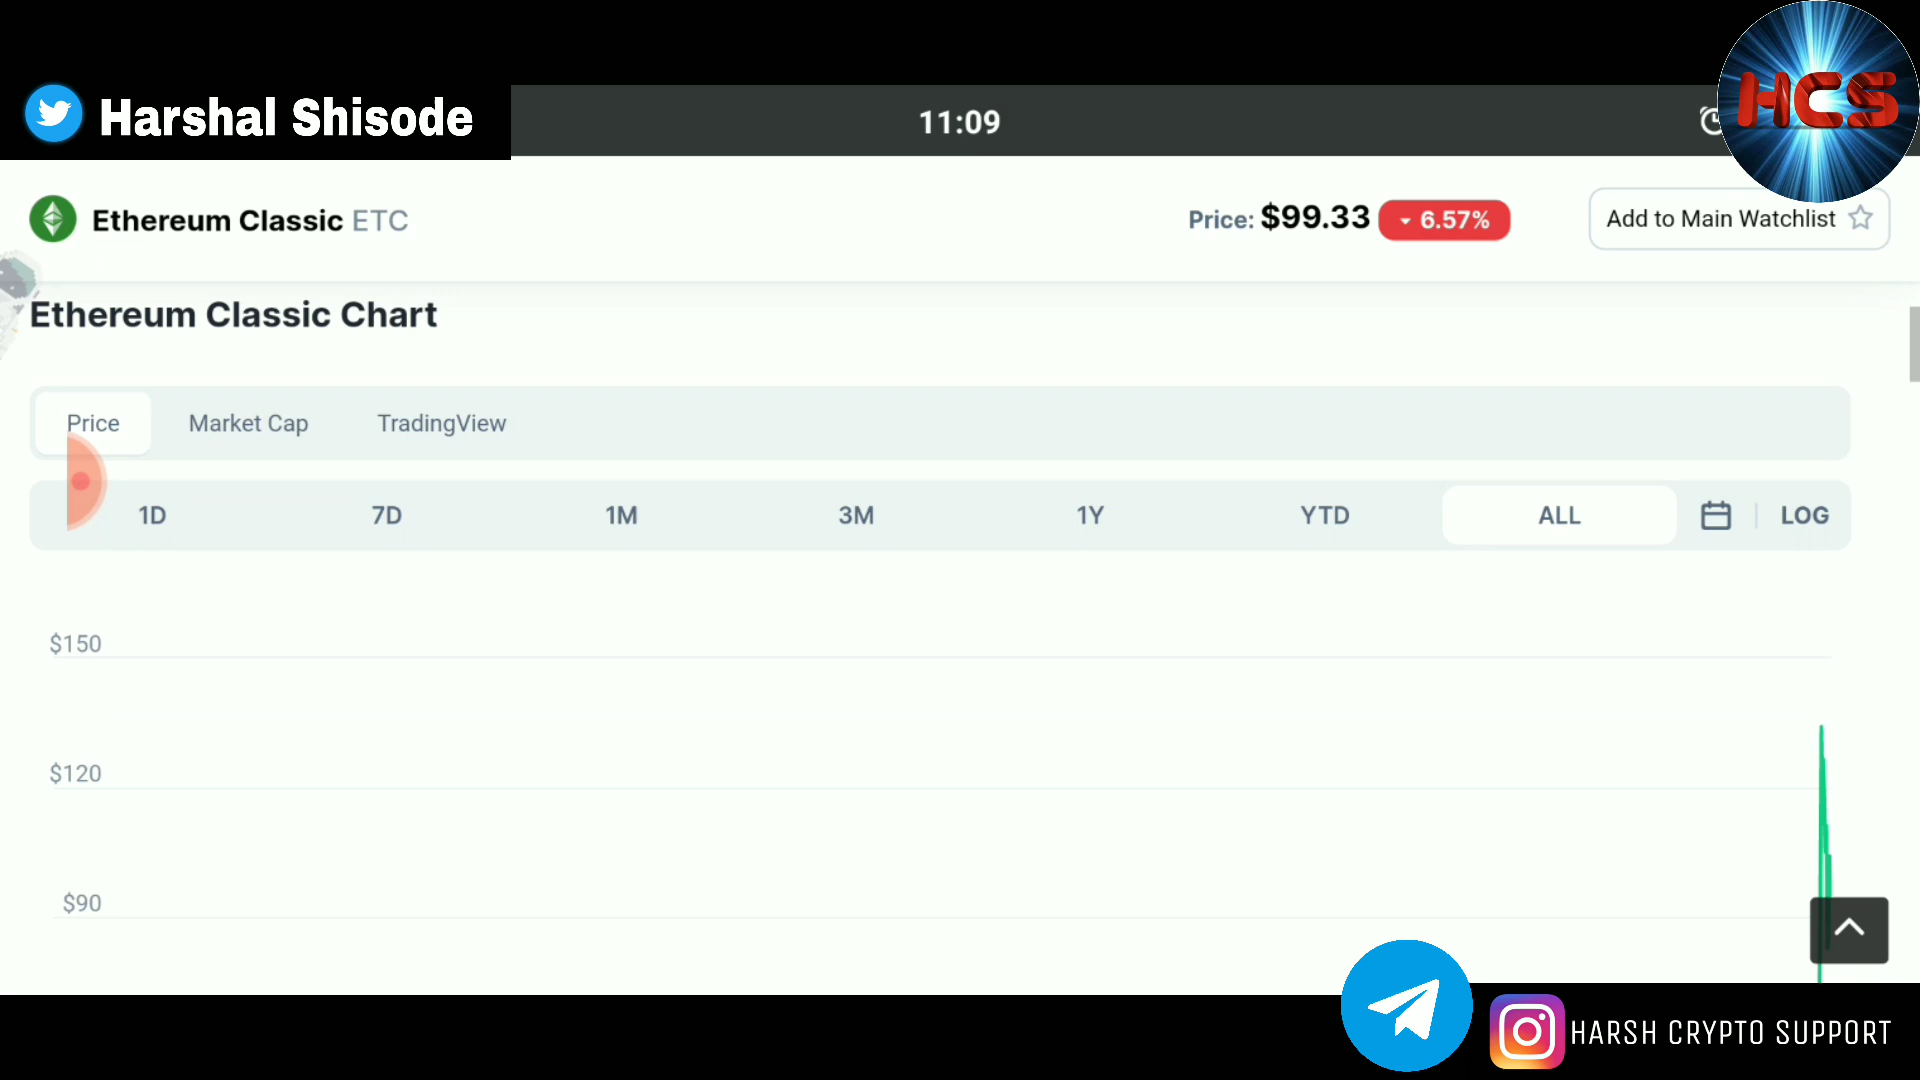 Harshal Shisode
11:09
HCS
Ethereum Classic ETC
Price: $99.33 6.57%
Add to Main Watchlist
Ethereum Classic Chart
Price Market Cap TradingView
1D 7D 1M 3M 1Y YTD ALL LOG
$150
$120
$90
HARSH CRYPTO SUPPORT